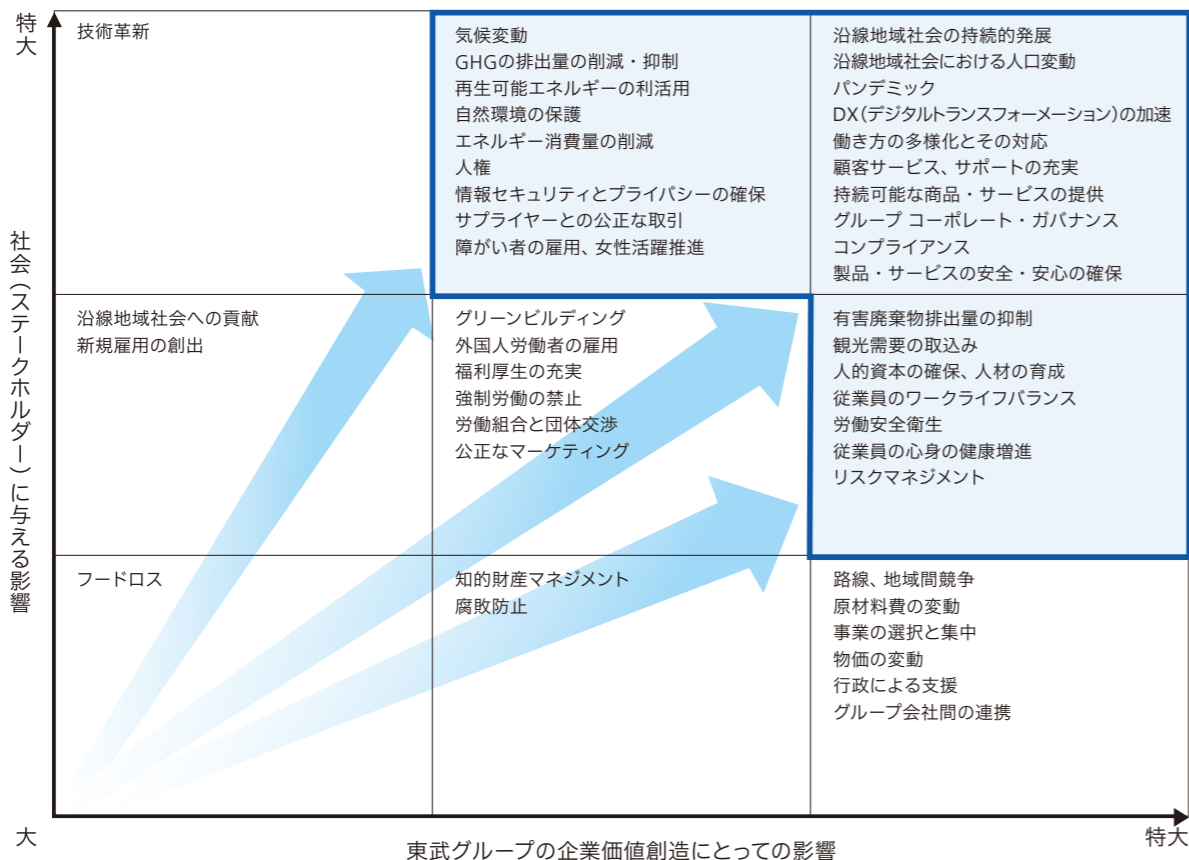 特大
技術革新
気候変動
GHGの排出量の削減・抑制
再生可能エネルギーの利活用
自然環境の保護
エネルギー消費量の削減
人権
情報セキュリティとプライバシーの確保
サプライヤーとの公正な取引
障がい者の雇用、女性活躍推進
沿線地域社会の持続的発展
沿線地域社会における人口変動
パンデミック
DX(デジタルトランスフォーメーション)の加速
働き方の多様化とその対応
顧客サービス、サポートの充実
持続可能な商品・サービスの提供
グループ コーポレート・ガバナンス
コンプライアンス
製品・サービスの安全・安心の確保
社会(ステークホルダー)に与える影響
沿線地域社会への貢献
新規雇用の創出
グリーンビルディング
外国人労働者の雇用
福利厚生の充実
強制労働の禁止
労働組合と団体交渉
公正なマーケティング
有害廃棄物排出量の抑制
観光需要の取込み
人的資本の確保、人材の育成
従業員のワークライフバランス
労働安全衛生
従業員の心身の健康増進
リスクマネジメント
フードロス
知的財産マネジメント
腐敗防止
路線、地域間競争
原材料費の変動
事業の選択と集中
物価の変動
行政による支援
グループ会社間の連携
大
東武グループの企業価値創造にとっての影響
特大